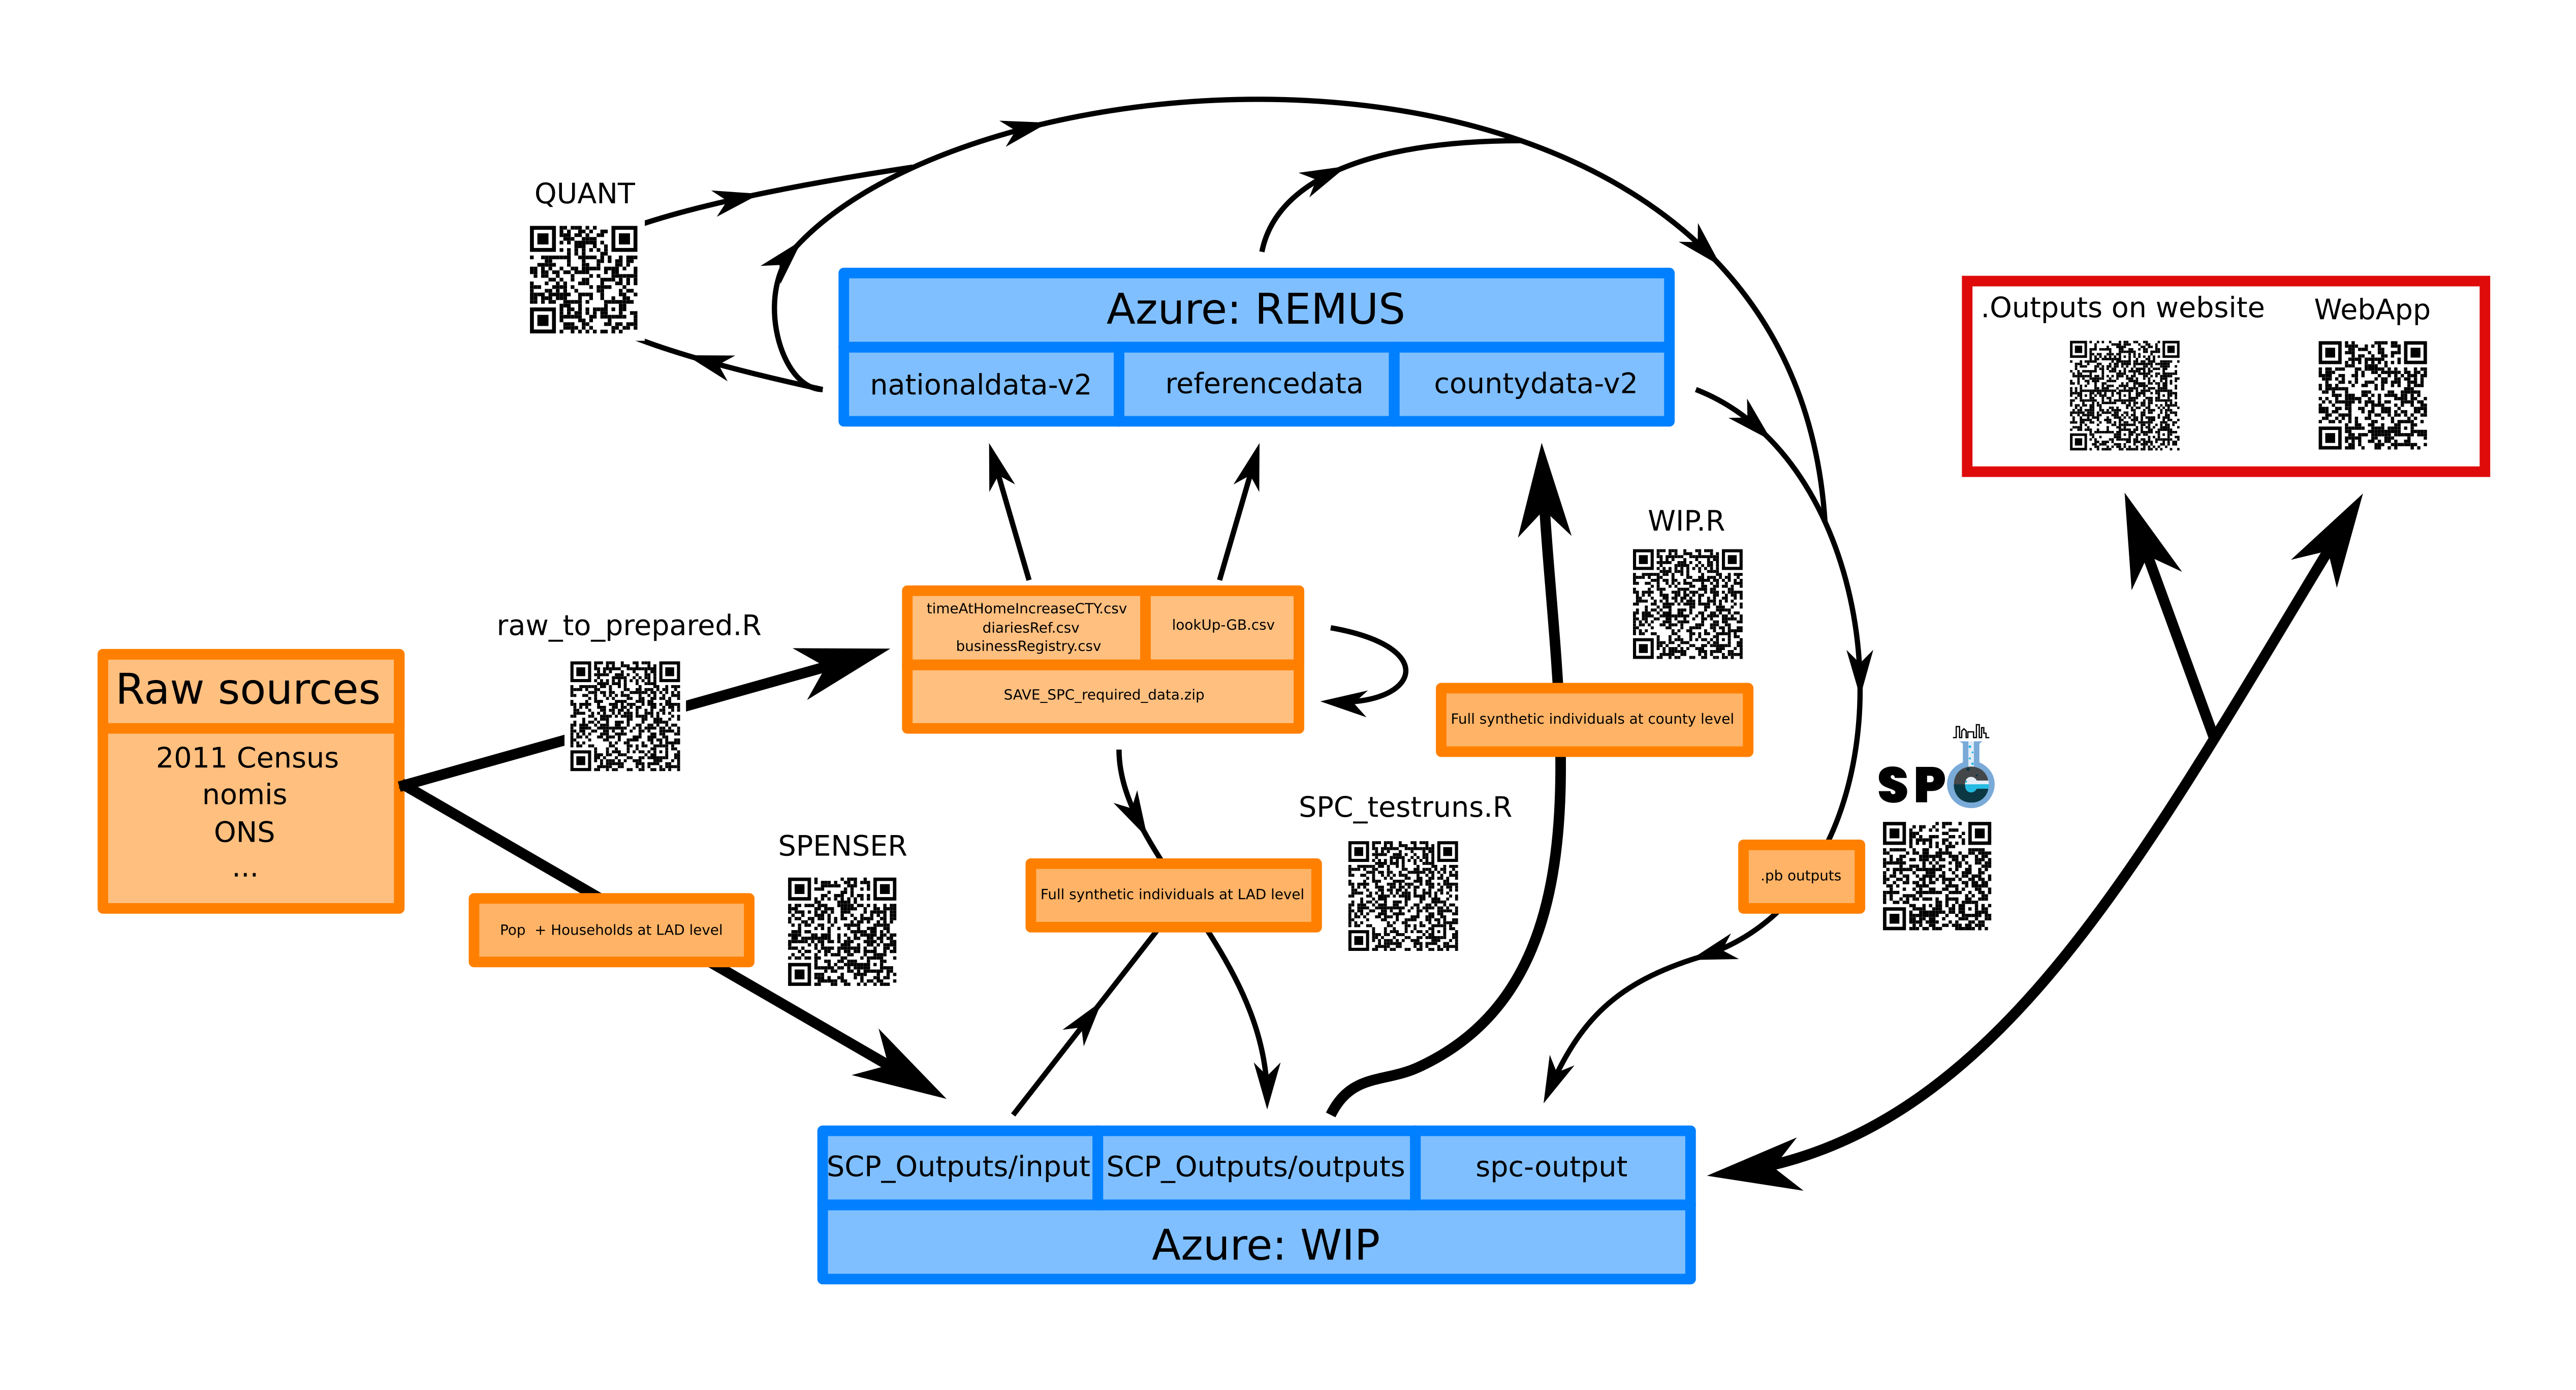 QUANT
Azure: REMUS
nationaldata-v2
referencedata
countydata-v2
.Outputs on website
WebApp
WIP.R
raw_to_prepared.R
timeAtHomeIncreaseCTY.csv
diariesRef.csv
businessRegistry.csv
lookUp-GB.csv
SAVE_SPC_required_data.zip
Raw sources
2011 Census
nomis
ONS
...
Full synthetic individuals at county level
SPC
SPC_testruns.R
SPENSER
Full synthetic individuals at LAD level
.pb outputs
Pop + Households at LAD level
SCP_Outputs/input
SCP_Outputs/outputs
spc-output
Azure: WIP